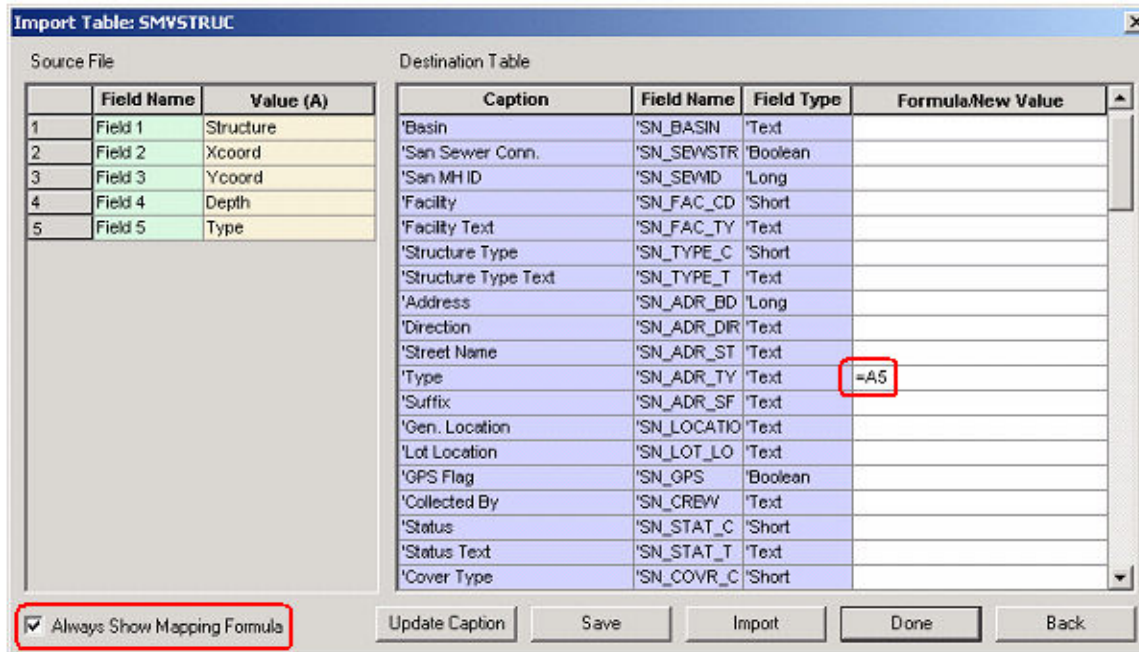 Import Table: SMVSTRUC
Source File
Field Name Value (A)
1 Field 1 Structure
2 Field 2 Xcoord
3 Field 3 Ycoord
4 Field 4 Depth
5 Field 5 Type
Destination Table
Caption Field Name Field Type Formula/New Value
'Basin 'SN_BASIN 'Text
'San Sewer Conn. 'SN_SEWSTR 'Boolean
'San MH ID 'SN_SEWID 'Long
'Facility 'SN_FAC_CD 'Short
'Facility Text 'SN_FAC_TY 'Text
'Structure Type 'SN_TYPE_C 'Short
'Structure Type Text 'SN_TYPE_T 'Text
'Address 'SN_ADR_BD 'Long
'Direction 'SN_ADR_DIR 'Text
'Street Name 'SN_ADR_ST 'Text
'Type 'SN_ADR_TY 'Text =A5
'Suffix 'SN_ADR_SF 'Text
'Gen. Location 'SN_LOCATIO 'Text
'Lot Location 'SN_LOT_LO 'Text
'GPS Flag 'SN_GPS 'Boolean
'Collected By 'SN_CREW 'Text
'Status 'SN_STAT_C 'Short
'Status Text 'SN_STAT_T 'Text
'Cover Type 'SN_COVR_C 'Short
Always Show Mapping Formula Update Caption Save Import Done Back